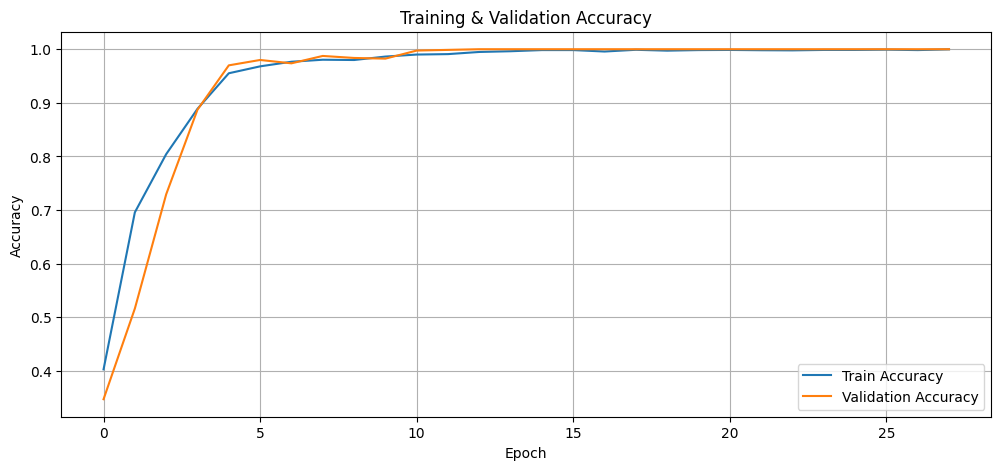 Training & Validation Accuracy
1.0
0.9
0.8
0.7
0.6
0.5
0.4
Accuracy
0
5
10
15
20
25
Epoch
Train Accuracy
Validation Accuracy